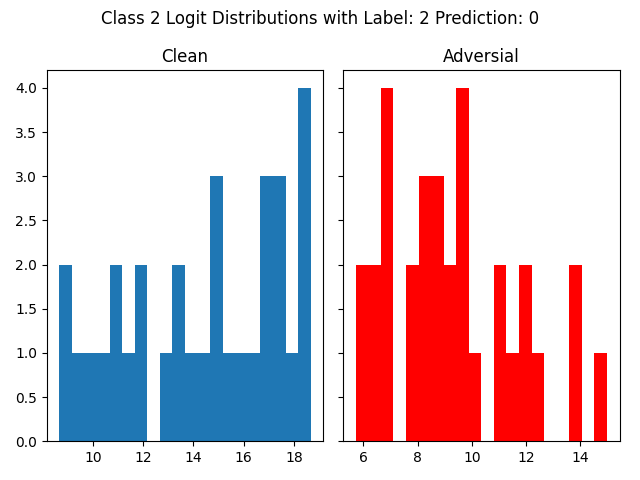 Class 2 Logit Distributions with Label: 2 Prediction: 0
Clean
Adversial
4.0
3.5
3.0
2.5
2.0
1.5
1.0
0.5
0.0
10 12 14 16 18
6 8 10 12 14